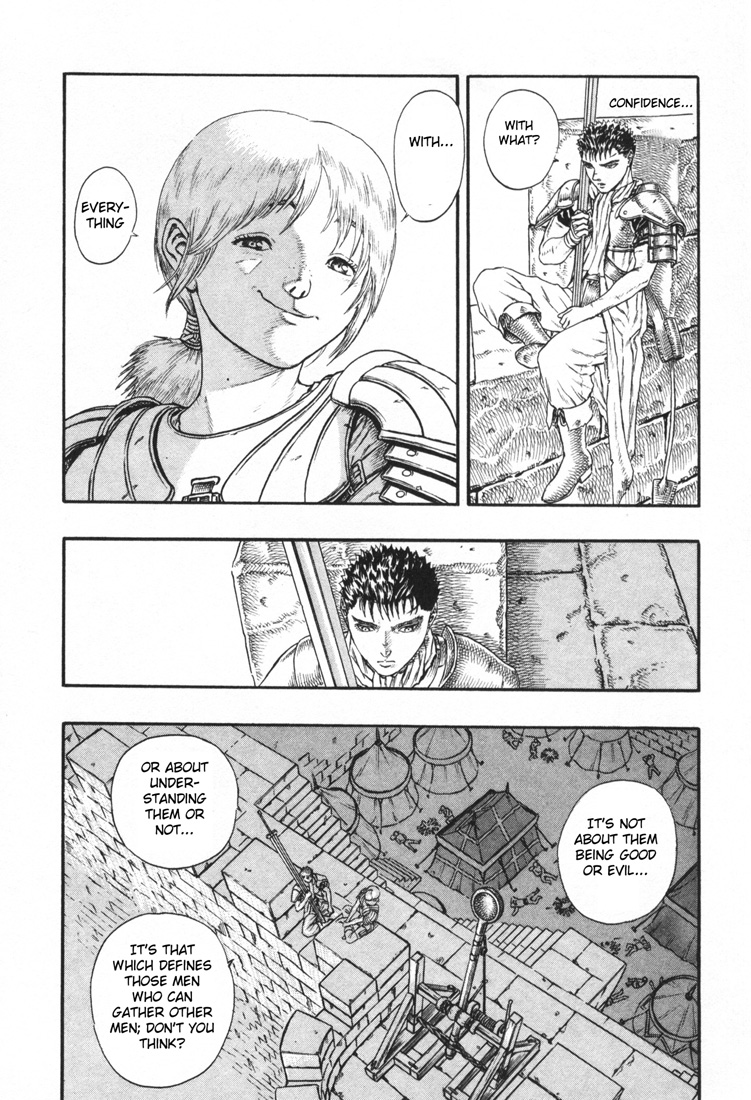 CONFIDENCE...
WITH
WHAT?
WITH...
EVERY-
THING
IT'S NOT
ABOUT THEM
BEING GOOD
OR EVIL...
OR ABOUT
UNDER-
STANDING
THEM OR
NOT...
IT'S THAT
WHICH DEFINES
THOSE MEN
WHO CAN
GATHER OTHER
MEN; DON'T YOU
THINK?